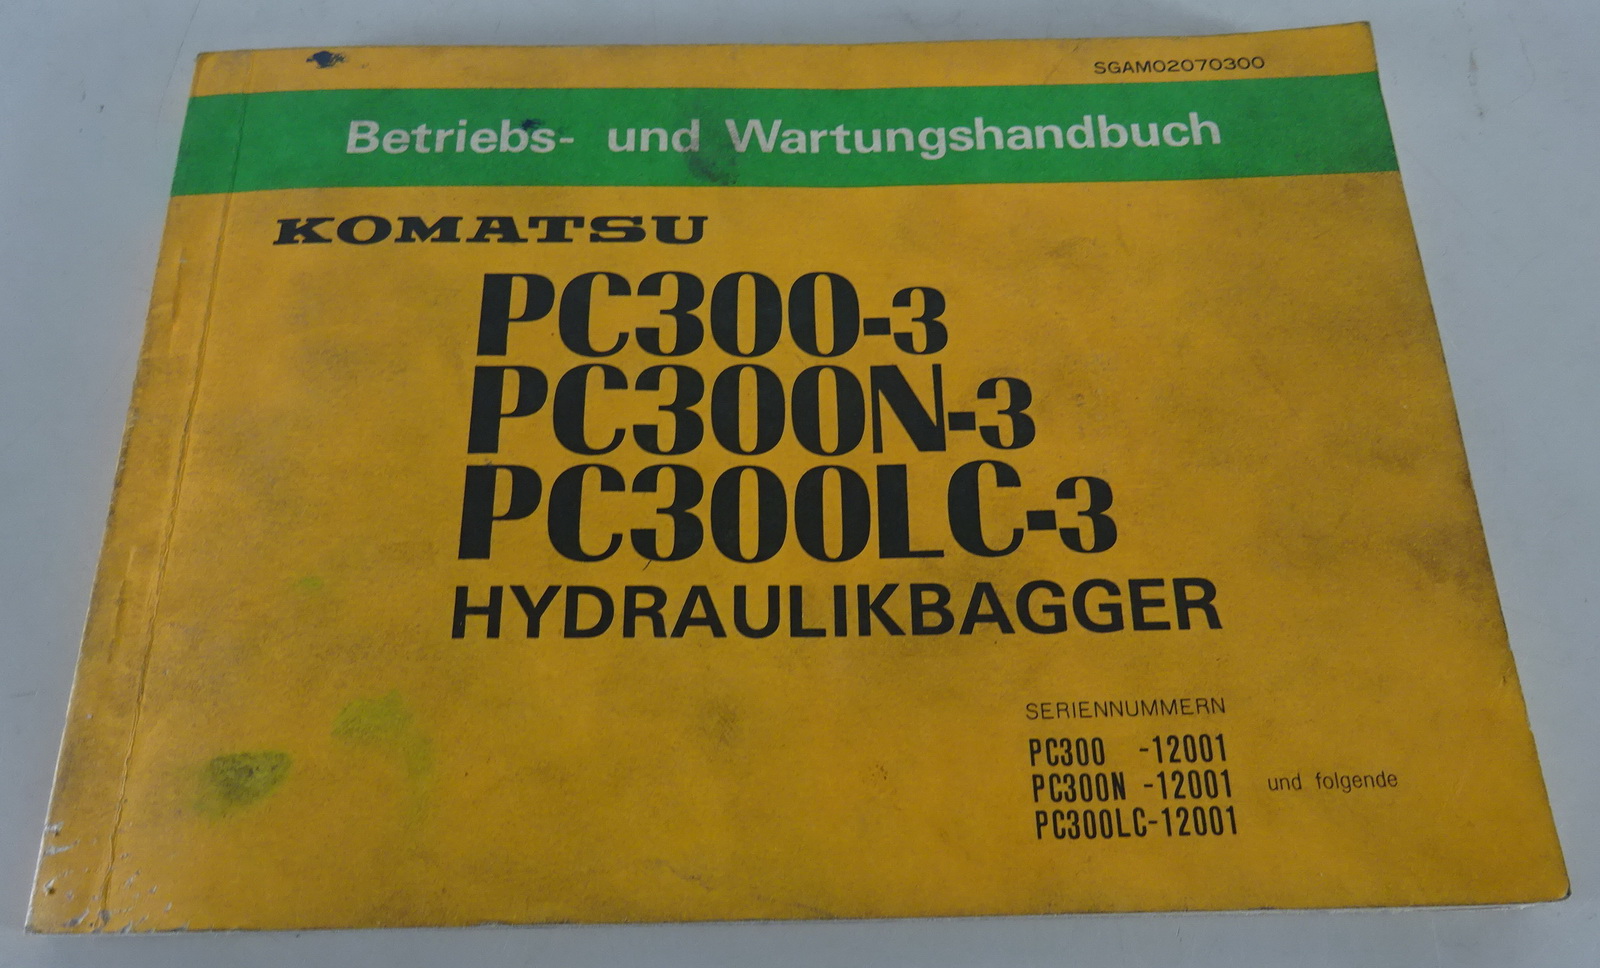 SGAM02070300
Betriebs- und Wartungshandbuch
KOMATSU
PC300-3
PC300N-3
PC300LC-3
HYDRAULIKBAGGER
SERIENNUMMERN
PC300 -12001
PC300N -12001 und folgende
PC300LC-12001